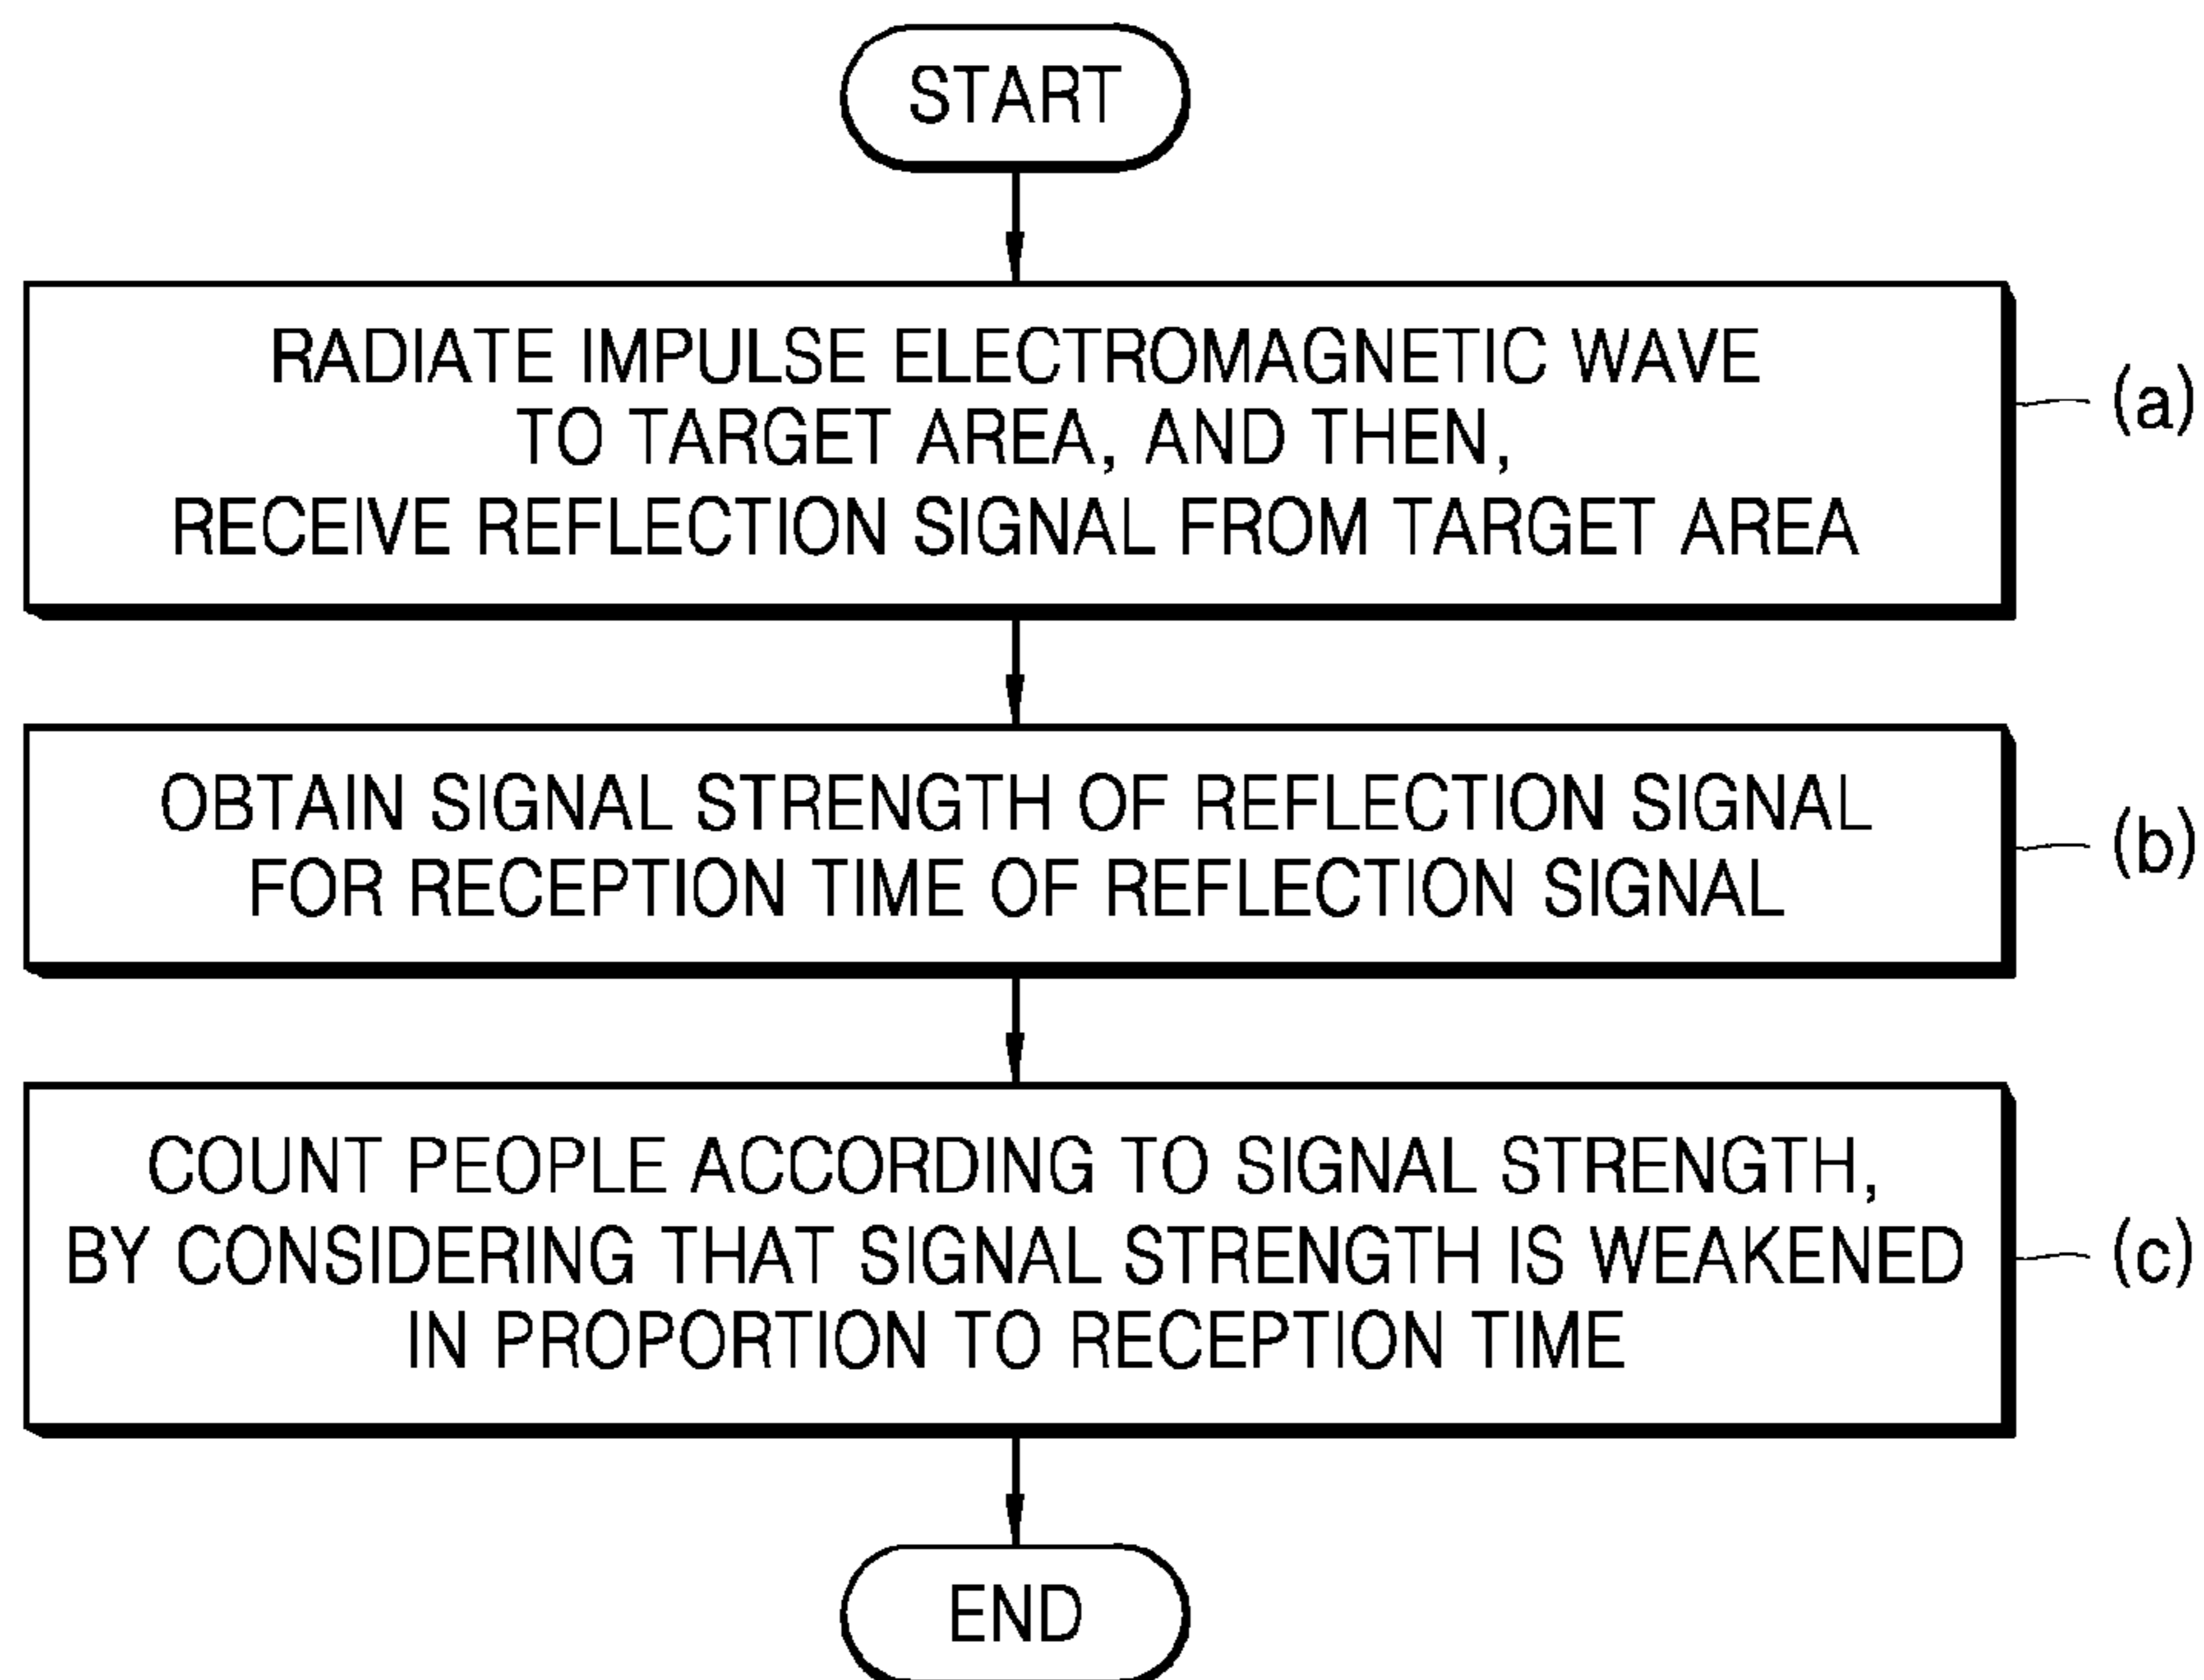 START
RADIATE IMPULSE ELECTROMAGNETIC WAVE
TO TARGET AREA, AND THEN,
RECEIVE REFLECTION SIGNAL FROM TARGET AREA
(a)
OBTAIN SIGNAL STRENGTH OF REFLECTION SIGNAL
FOR RECEPTION TIME OF REFLECTION SIGNAL
(b)
COUNT PEOPLE ACCORDING TO SIGNAL STRENGTH,
BY CONSIDERING THAT SIGNAL STRENGTH IS WEAKENED
IN PROPORTION TO RECEPTION TIME
(c)
END